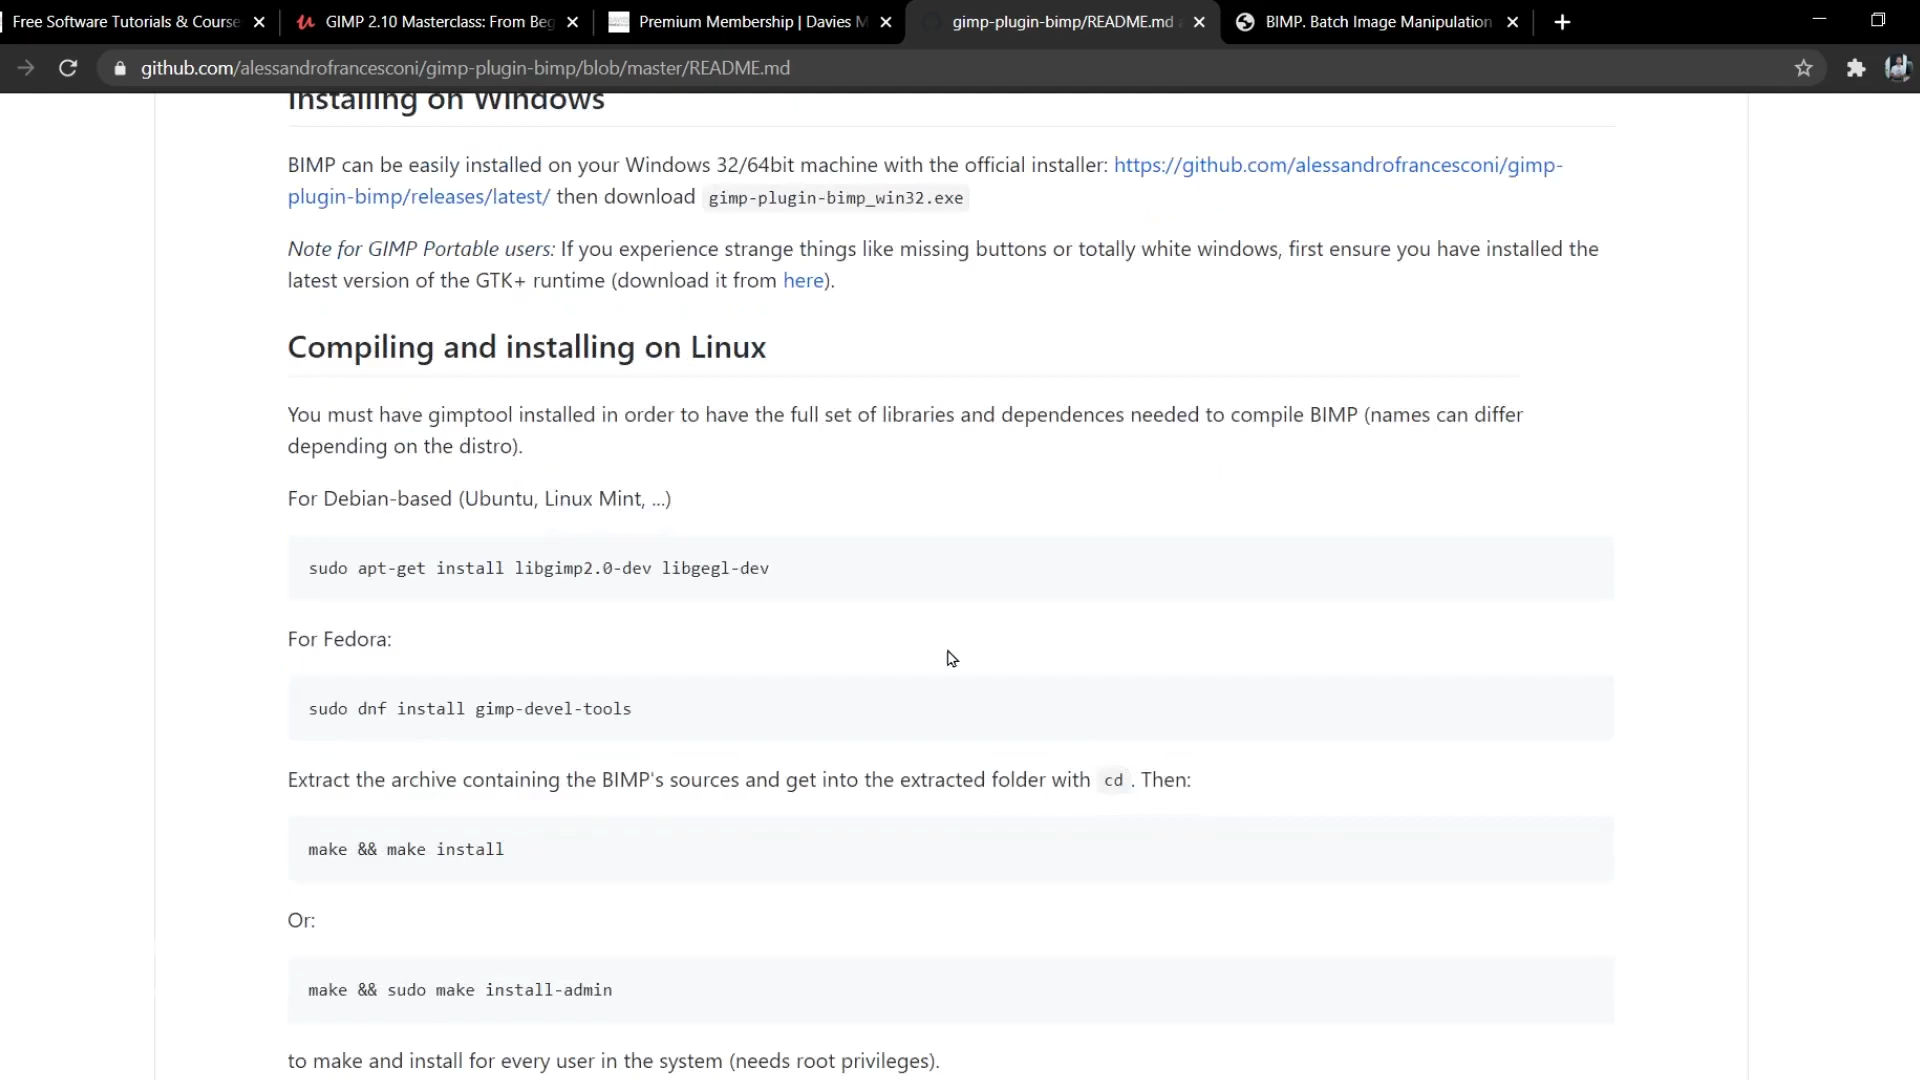 Free Software Tutorials & Course
GIMP 2.10 Masterclass: From Beg
Premium Membership | Davies M
gimp-plugin-bimp/README.md
BIMP. Batch Image Manipulation
github.com/alessandrofrancesconi/gimp-plugin-bimp/blob/master/README.md
Installing on Windows
BIMP can be easily installed on your Windows 32/64bit machine with the official installer: https://github.com/alessandrofrancesconi/gimp-
plugin-bimp/releases/latest/ then download gimp-plugin-bimp_win32.exe
Note for GIMP Portable users: If you experience strange things like missing buttons or totally white windows, first ensure you have installed the
latest version of the GTK+ runtime (download it from here).
Compiling and installing on Linux
You must have gimptool installed in order to have the full set of libraries and dependences needed to compile BIMP (names can differ
depending on the distro).
For Debian-based (Ubuntu, Linux Mint, ...)
sudo apt-get install libgimp2.0-dev libgegl-dev
For Fedora:
sudo dnf install gimp-devel-tools
Extract the archive containing the BIMP's sources and get into the extracted folder with cd . Then:
make && make install
Or:
make && sudo make install-admin
to make and install for every user in the system (needs root privileges).